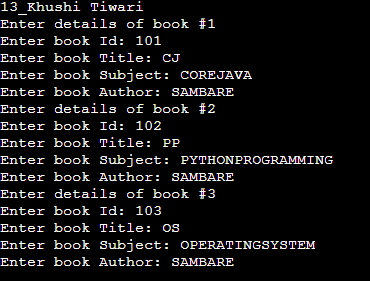 13_Khushi Tiwari
Enter details of book #1
Enter book Id: 101
Enter book Title: CJ
Enter book Subject: COREJAVA
Enter book Author: SAMBARE
Enter details of book #2
Enter book Id: 102
Enter book Title: PP
Enter book Subject: PYTHONPROGRAMMING
Enter book Author: SAMBARE
Enter details of book #3
Enter book Id: 103
Enter book Title: OS
Enter book Subject: OPERATINGSYSTEM
Enter book Author: SAMBARE